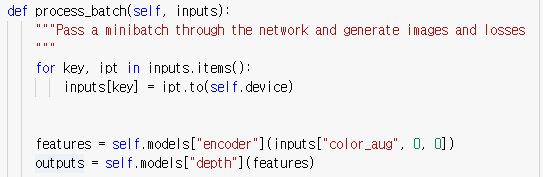 def process_batch(self, inputs):
    """Pass a minibatch through the network and generate images and losses
    """
    for key, ipt in inputs.items():
        inputs[key] = ipt.to(self.device)
    features = self.models["encoder"](inputs["color_aug", 0, 0])
    outputs = self.models["depth"](features)